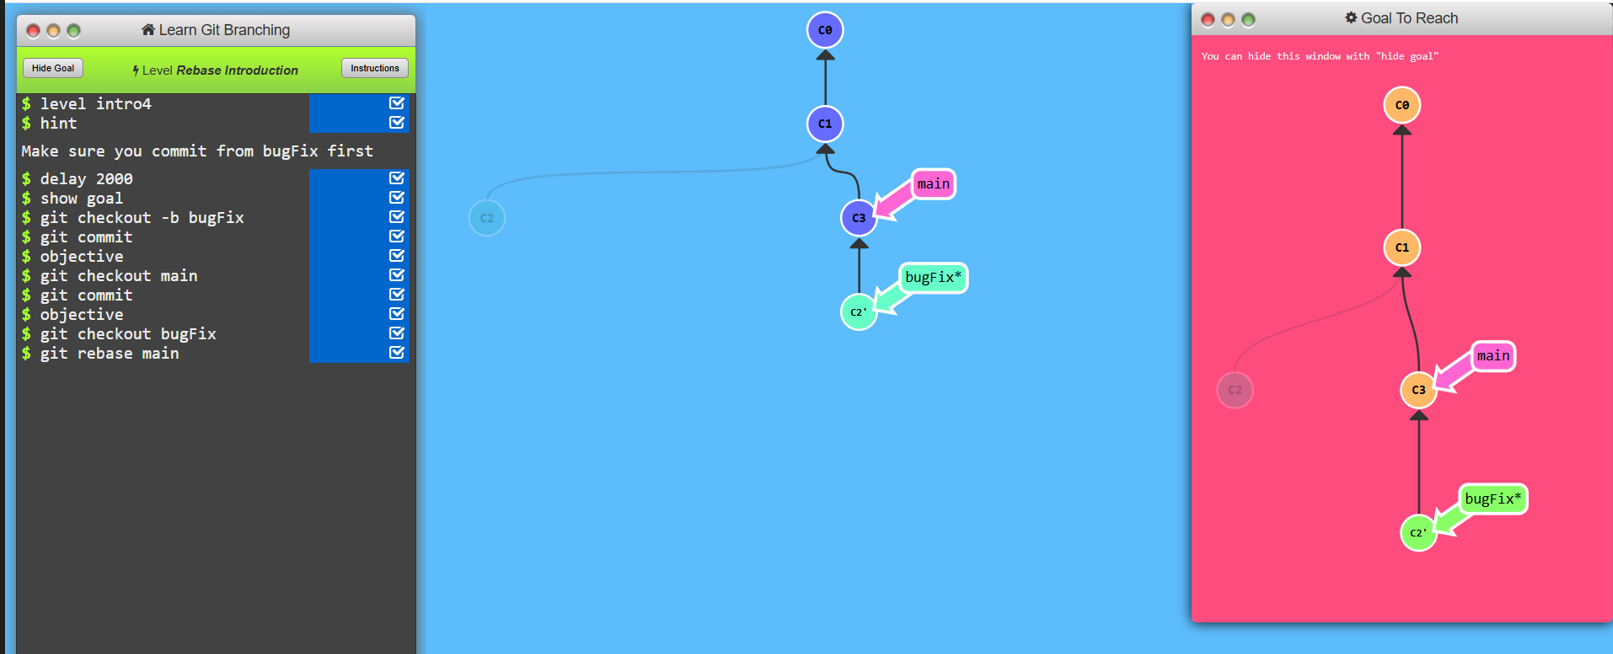 Learn Git Branching
Hide Goal
Level Rebase Introduction
Instructions
$ level intro4
$ hint
Make sure you commit from bugFix first
$ delay 2000
$ show goal
$ git checkout -b bugFix
$ git commit
$ objective
$ git checkout main
$ git commit
$ objective
$ git checkout bugFix
$ git rebase main
C0
C1
main
C2
C3
bugFix*
C2'
Goal To Reach
You can hide this window with "hide goal"
C0
C1
main
C2
C3
bugFix*
C2'